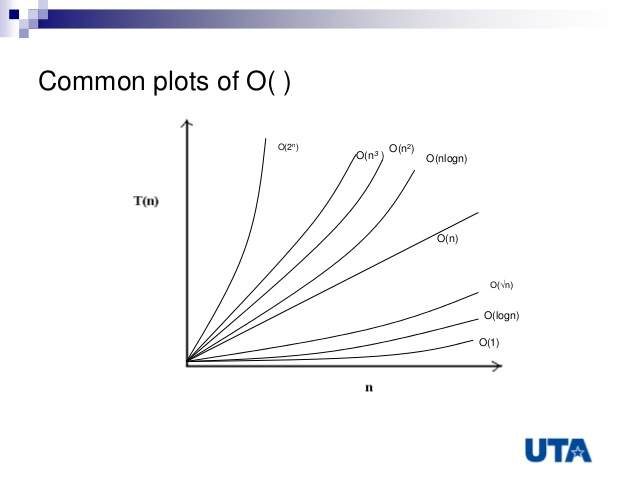 Common plots of O( )
O(2ⁿ)
O(n³ )
O(n²)
O(nlogn)
T(n)
O(n)
O(√n)
O(logn)
O(1)
n
UTA